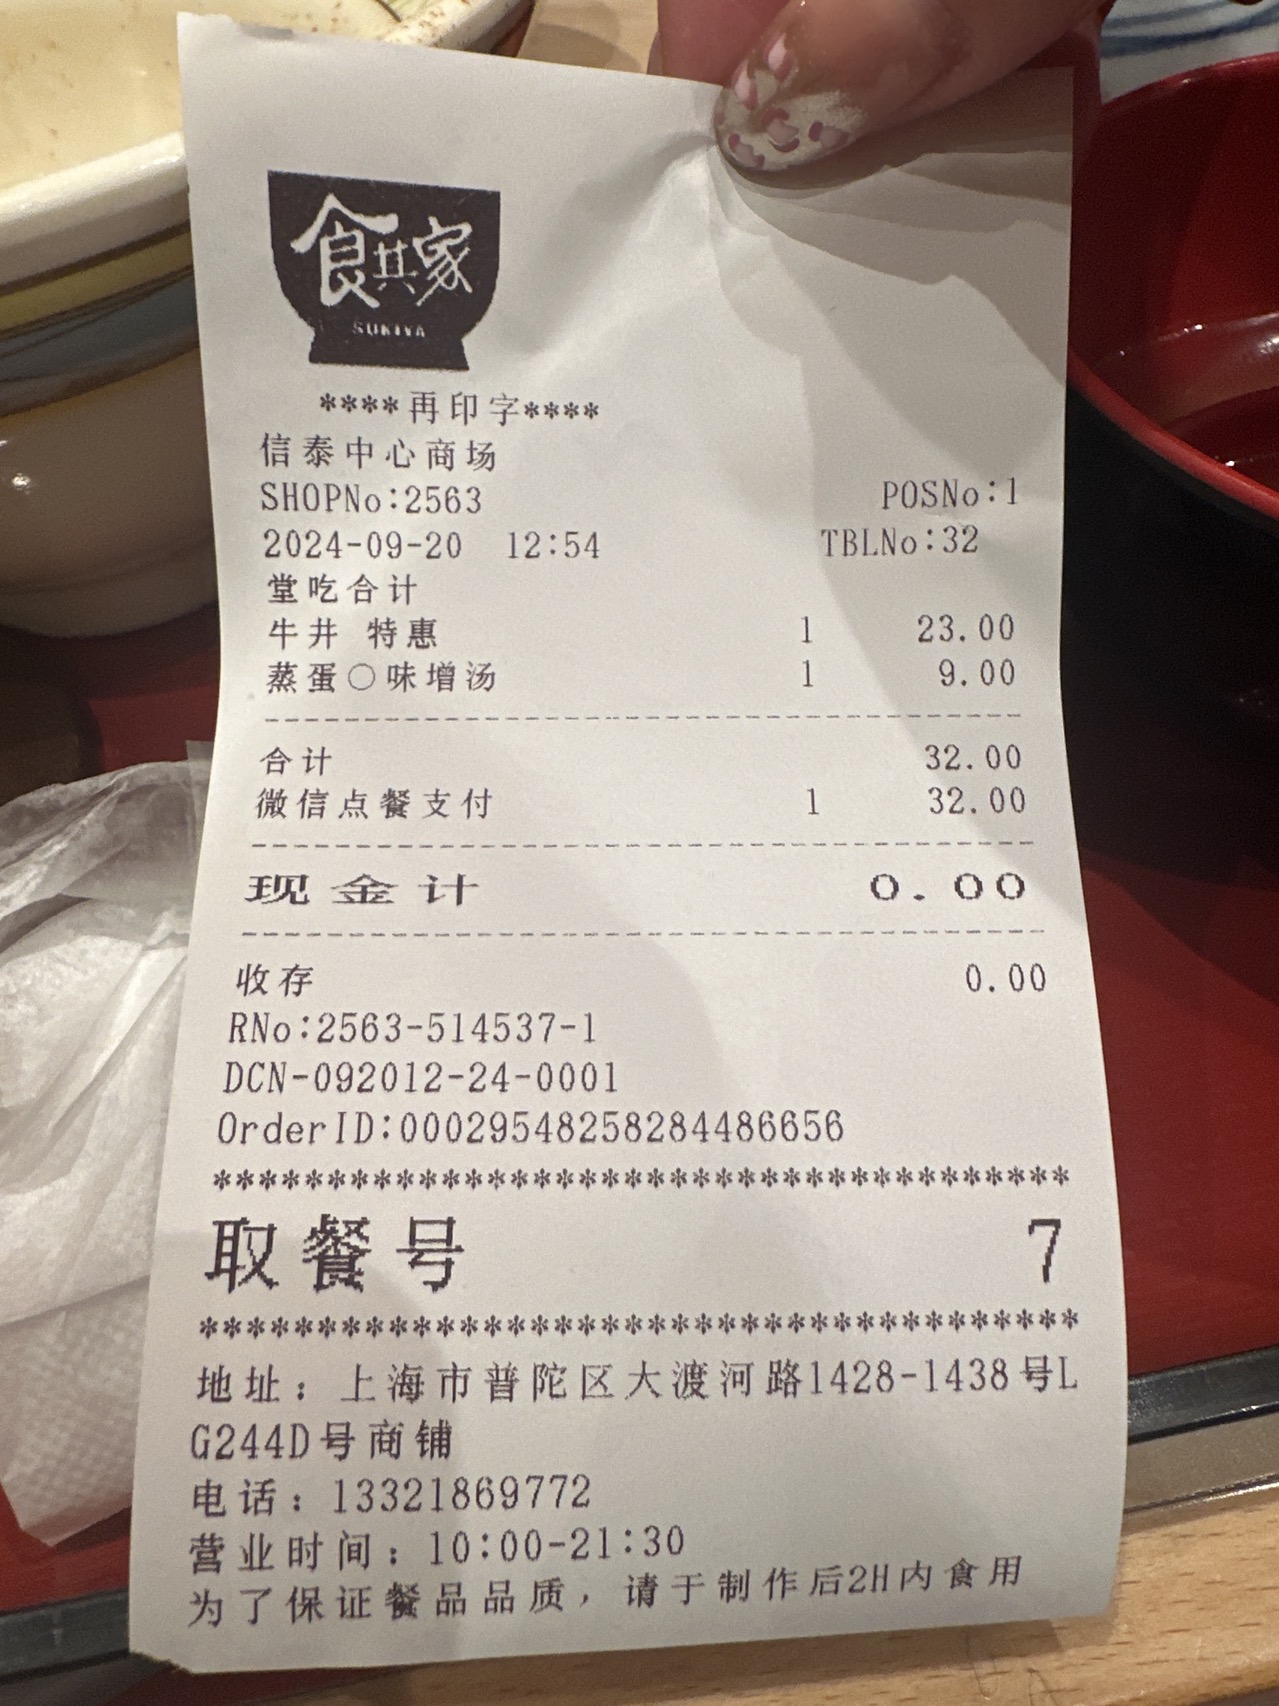 食其家
SUKIYA
****再印字****
信泰中心商场
SHOPNo:2563 POSNo:1
2024-09-20 12:54 TBLNo:32
堂吃合计
牛井 特惠 1 23.00
蒸蛋○味增汤 1 9.00
合计 32.00
微信点餐支付 1 32.00
现金计 0.00
收存 0.00
RNo:2563-514537-1
DCN-092012-24-0001
OrderID:00029548258284486656
*************************************
取餐号 7
*************************************
地址：上海市普陀区大渡河路1428-1438号L
G244D号商铺
电话：13321869772
营业时间：10:00-21:30
为了保证餐品品质，请于制作后2H内食用